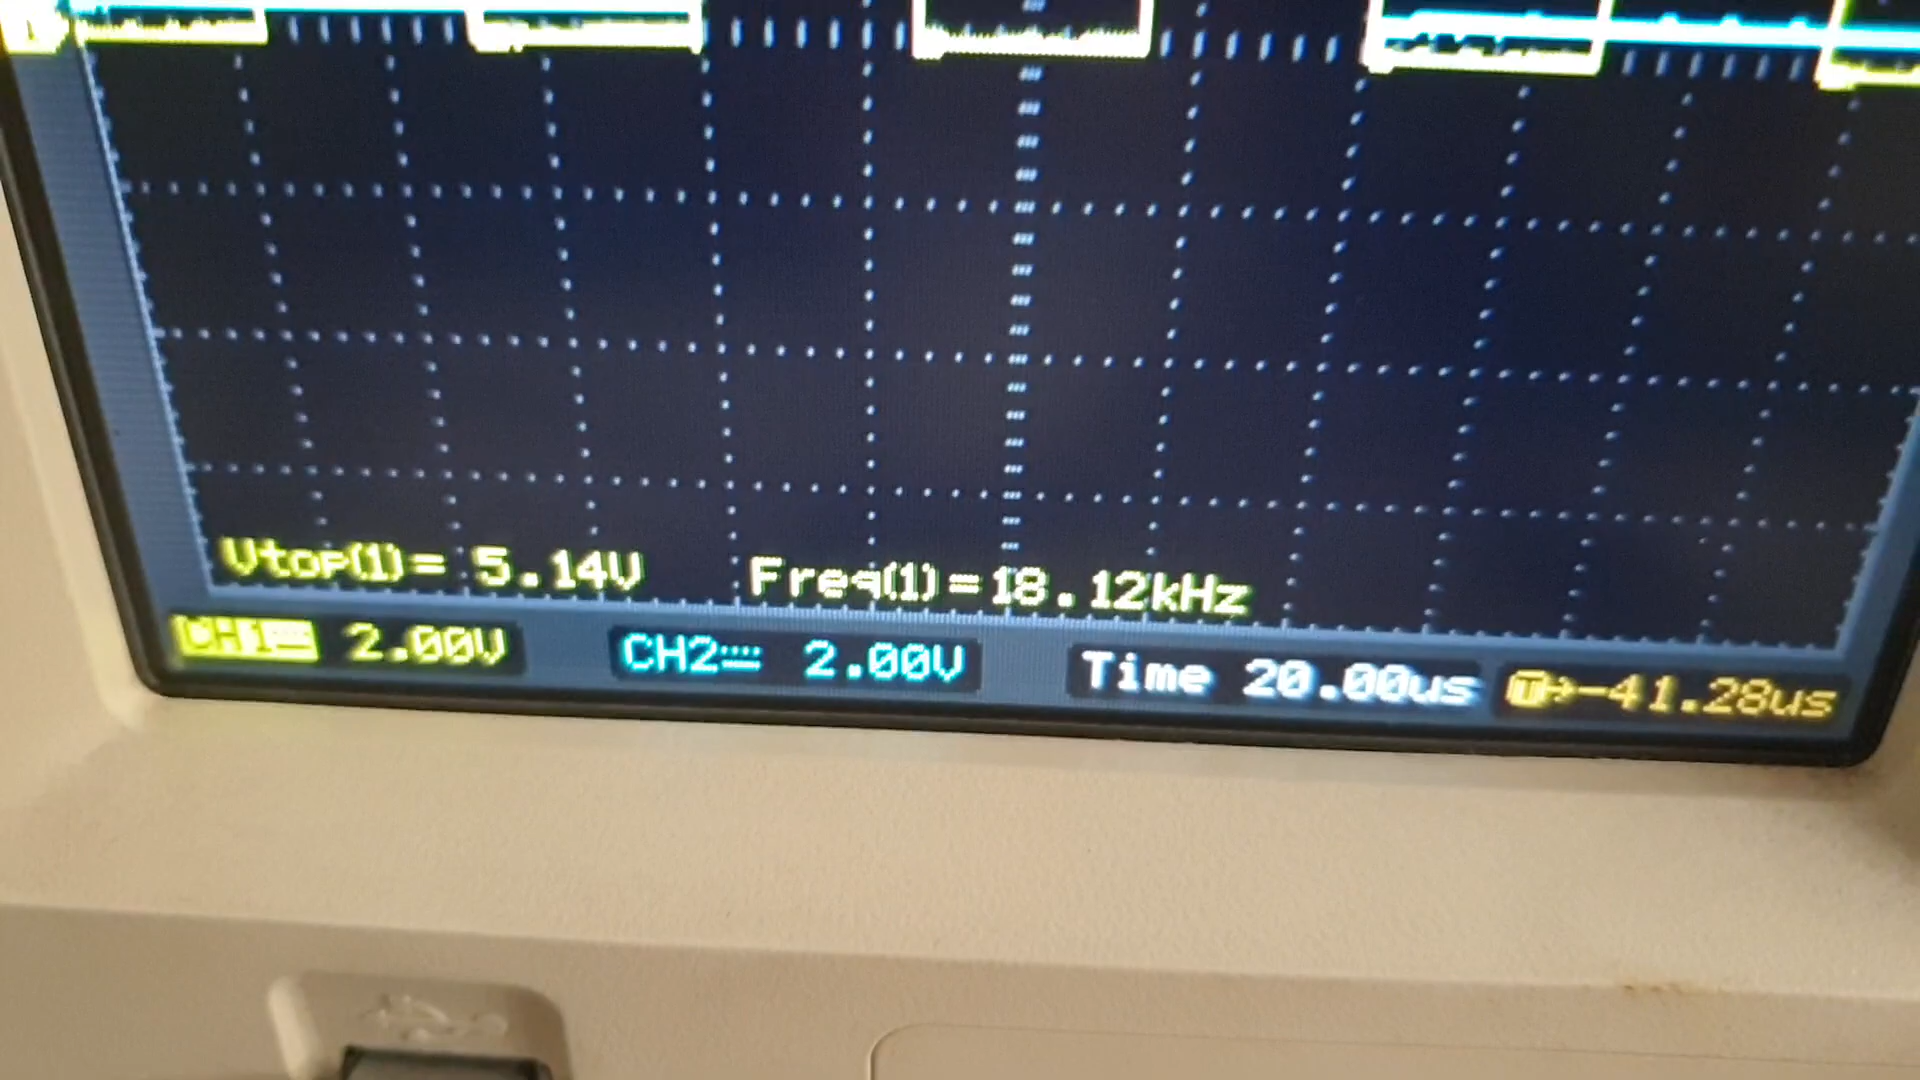 Vtop(1)= 5.14V Freq(1)=18.12kHz
CH1 2.00V CH2 2.00V Time 20.00us T→-41.28us